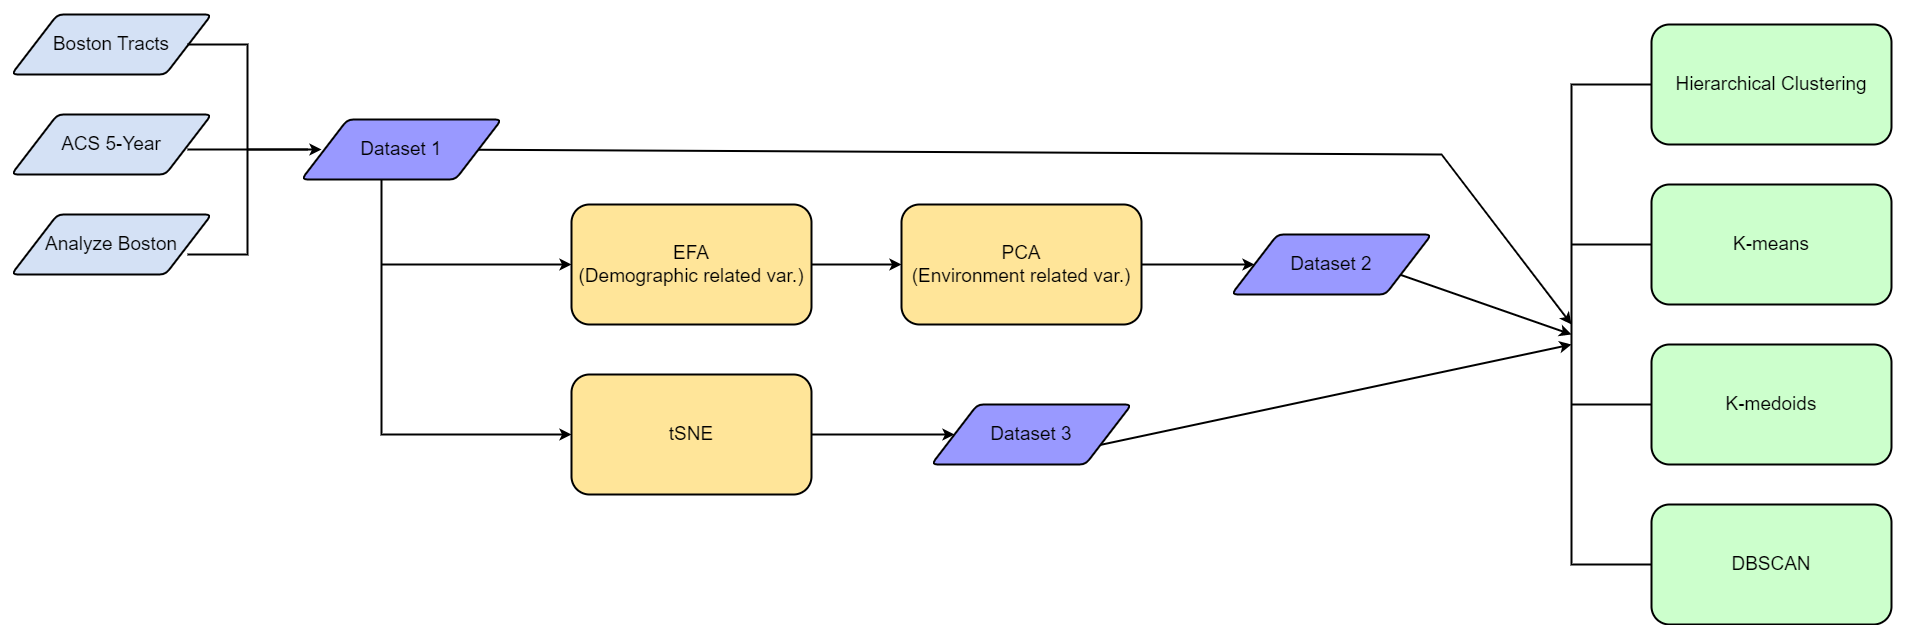 Boston Tracts
ACS 5-Year
Analyze Boston
Dataset 1
EFA
(Demographic related var.)
PCA
(Environment related var.)
Dataset 2
tSNE
Dataset 3
Hierarchical Clustering
K-means
K-medoids
DBSCAN